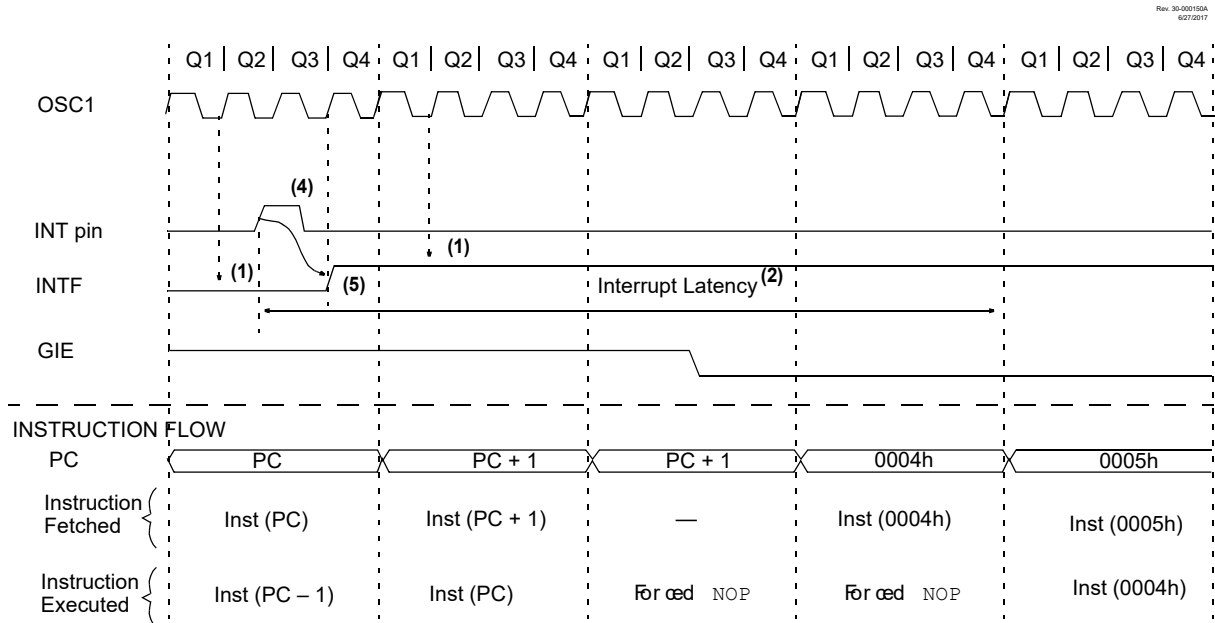 Rev. 30-000150A
6/27/2017
Q1 Q2 Q3 Q4 Q1 Q2 Q3 Q4 Q1 Q2 Q3 Q4 Q1 Q2 Q3 Q4 Q1 Q2 Q3 Q4
OSC1
(4)
INT pin
(1)
(1)
INTF
(5)
Interrupt Latency (2)
GIE
INSTRUCTION FLOW
PC PC PC + 1 PC + 1 0004h 0005h
Instruction
Fetched
Inst (PC) Inst (PC + 1) — Inst (0004h) Inst (0005h)
Instruction
Executed
Inst (PC – 1) Inst (PC) Forced NOP Forced NOP Inst (0004h)